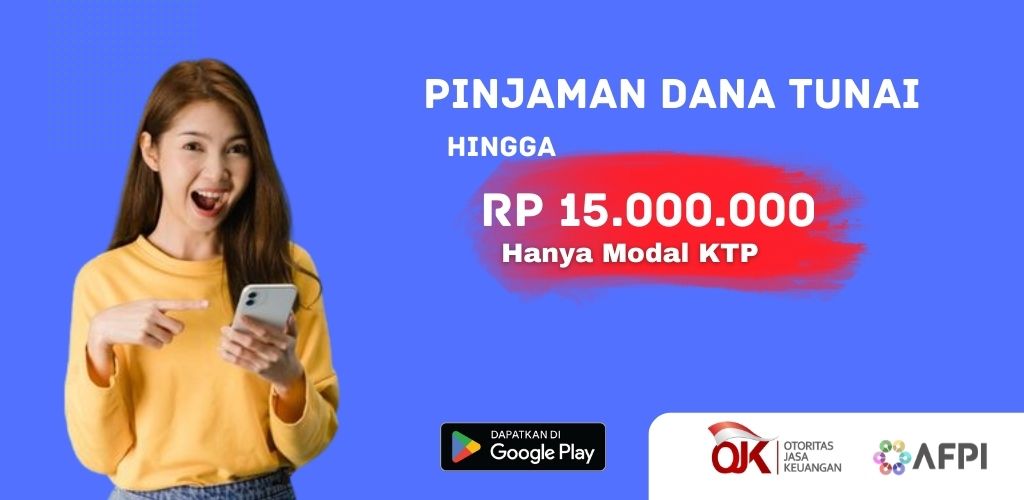 PINJAMAN DANA TUNAI
HINGGA
RP 15.000.000
Hanya Modal KTP
DAPATKAN DI
Google Play
OJK
OTORITAS
JASA
KEUANGAN
AFPI